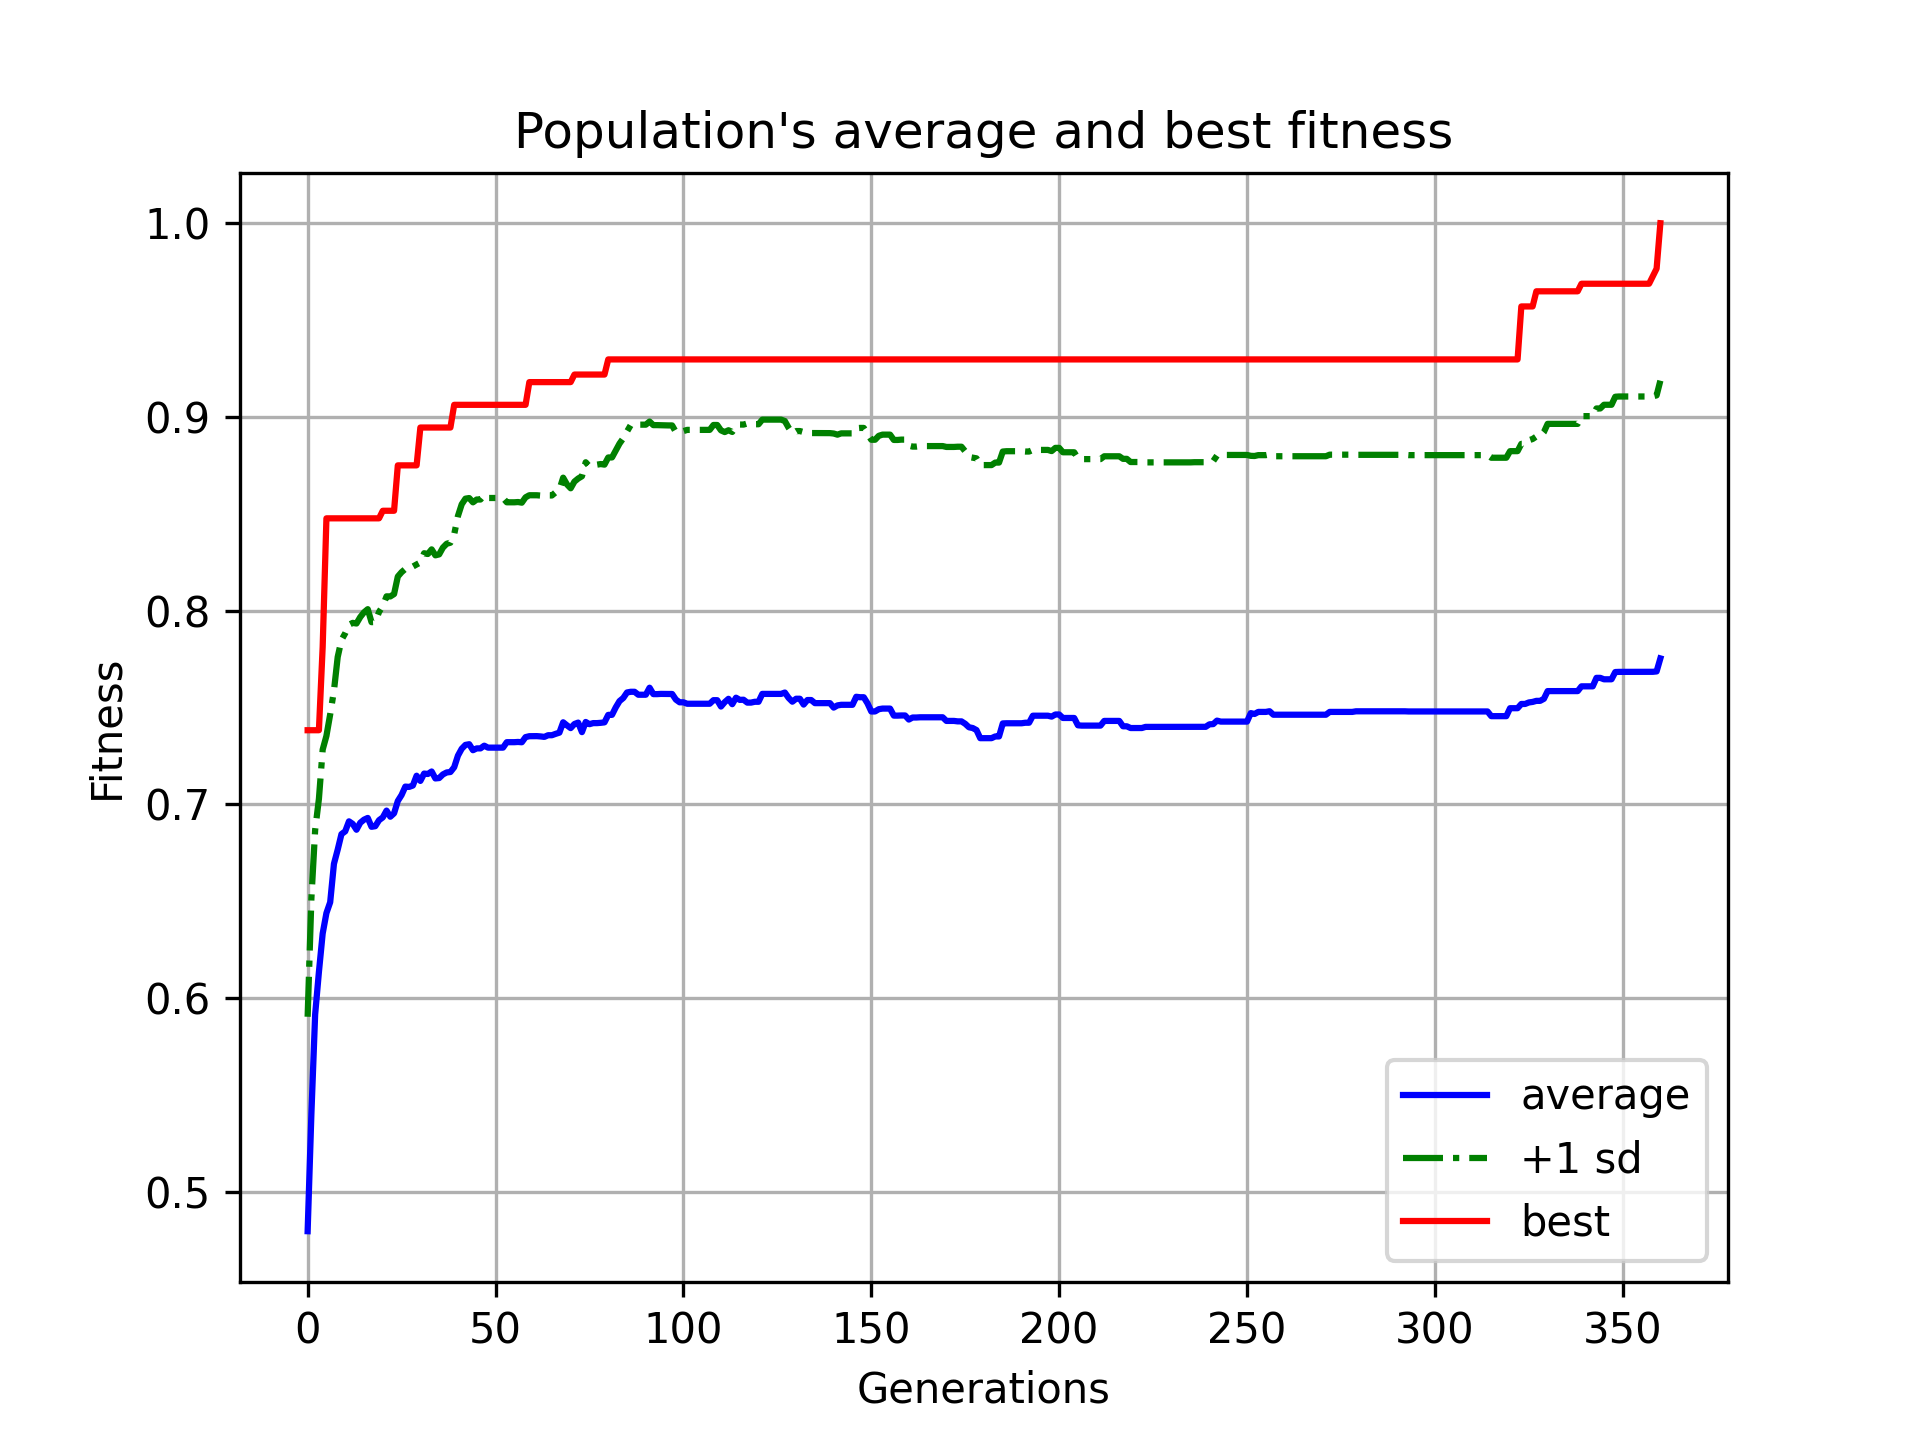 Population's average and best fitness
1.0
0.9
0.8
0.7
0.6
0.5
Fitness
average
+1 sd
best
0 50 100 150 200 250 300 350
Generations